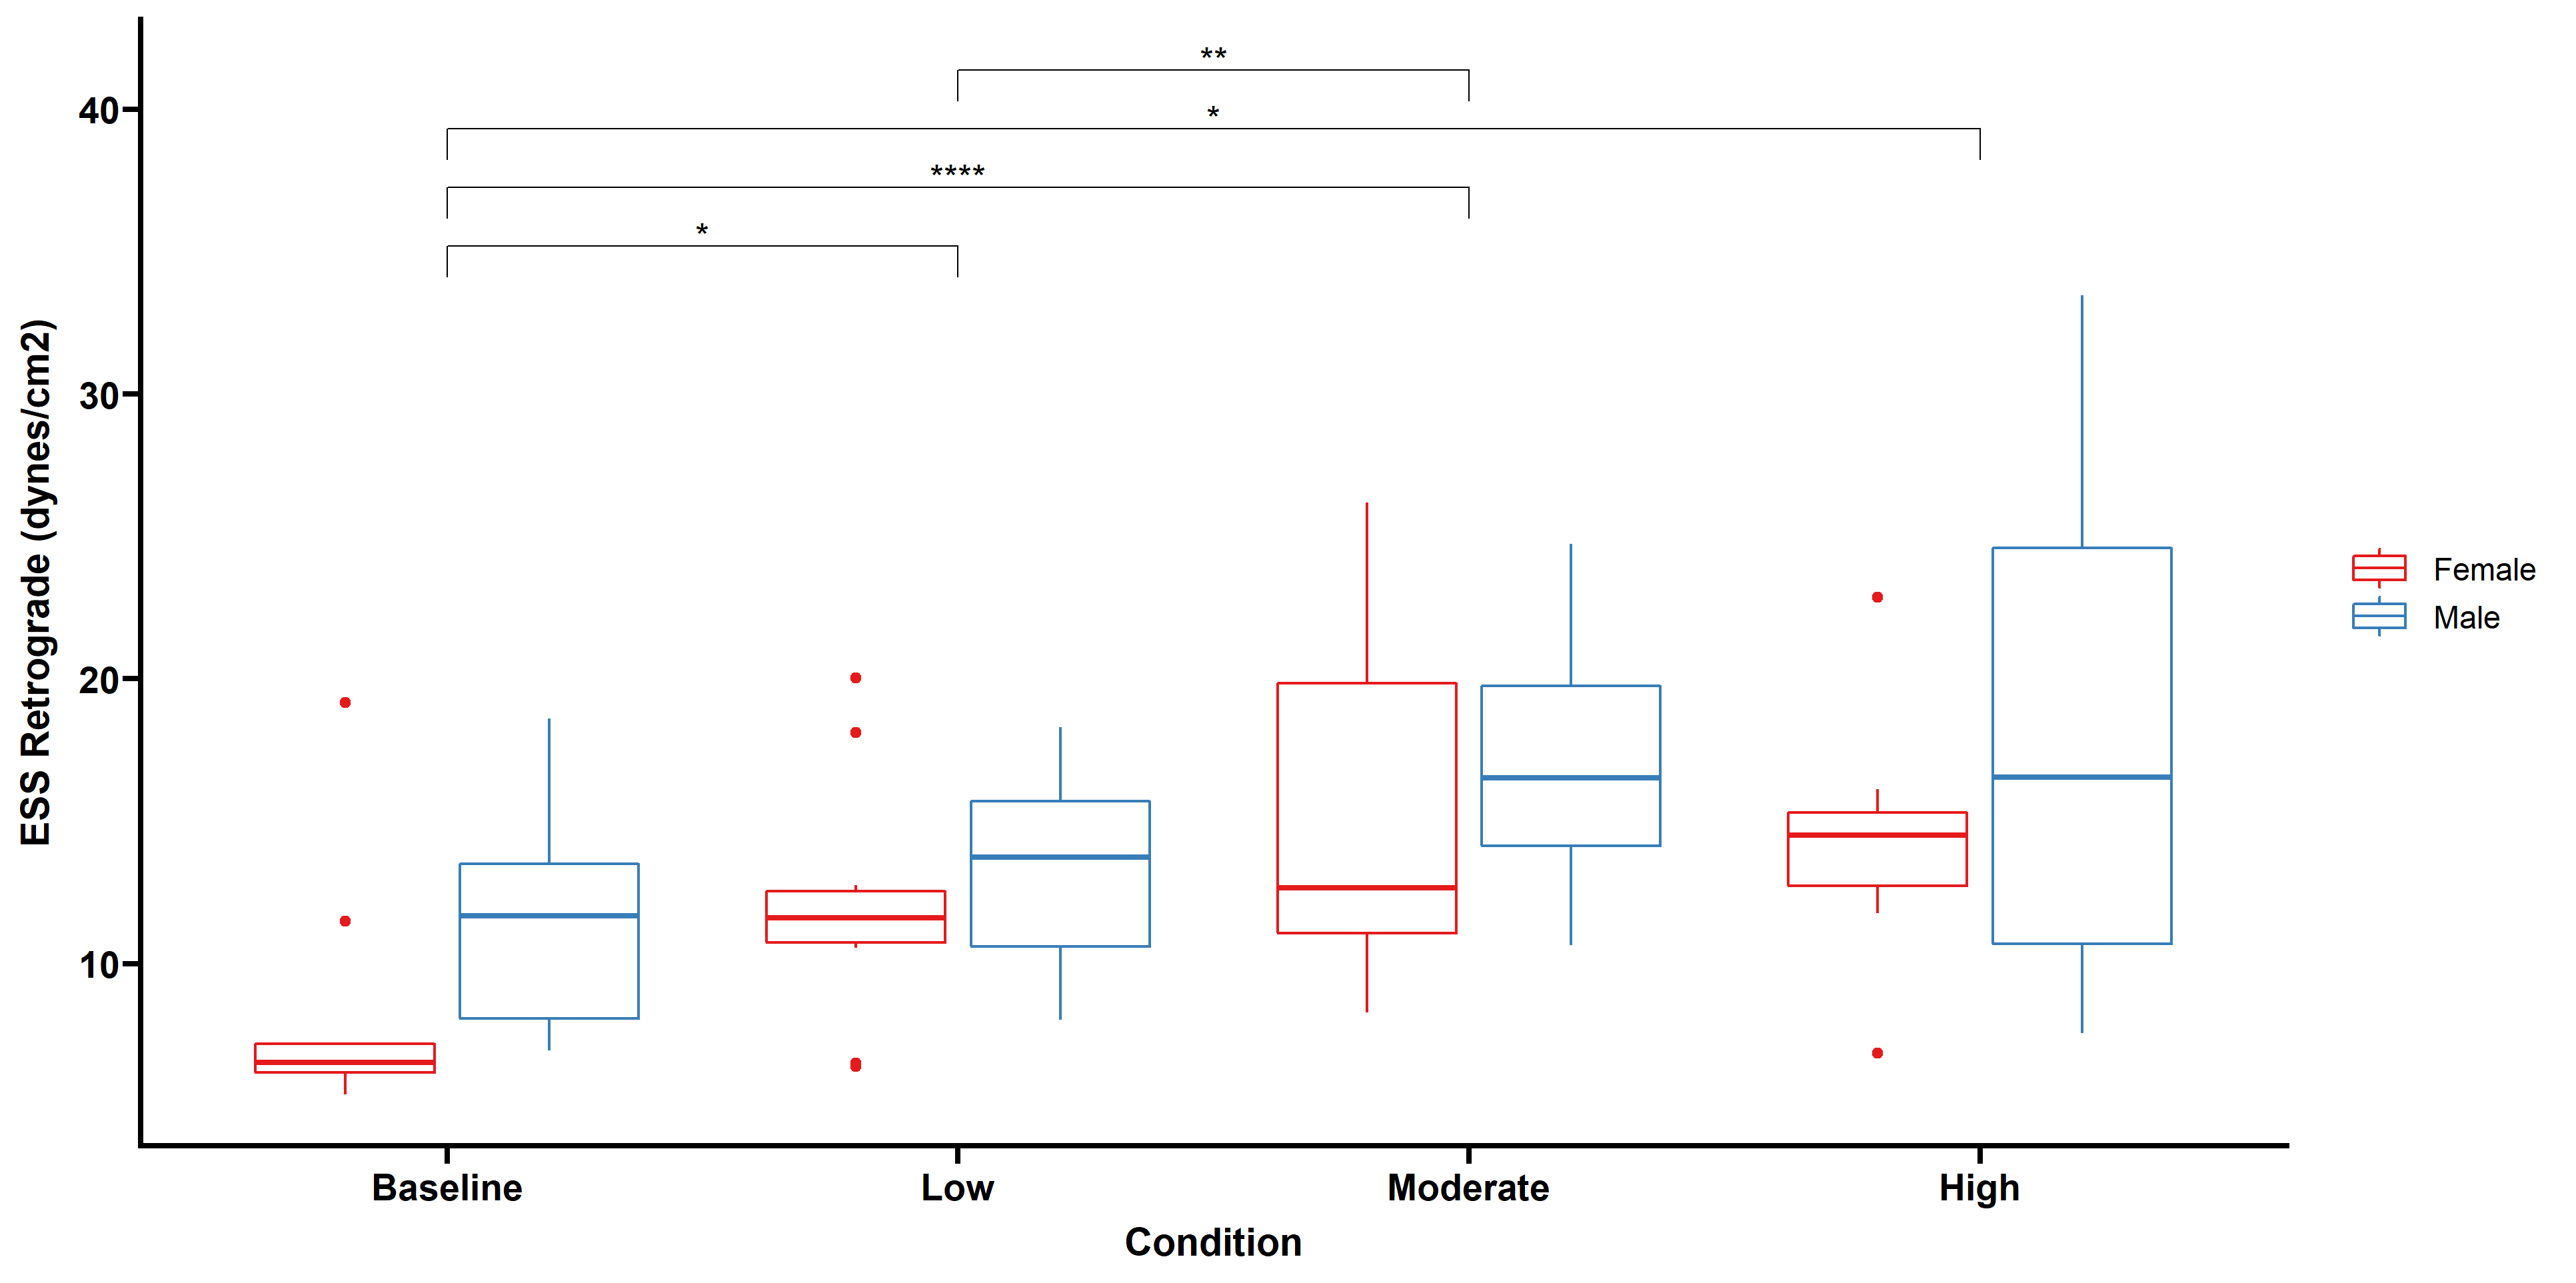 **
*
****
*
40
30
20
10
ESS Retrograde (dynes/cm2)
Baseline
Low
Moderate
High
Condition
Female
Male